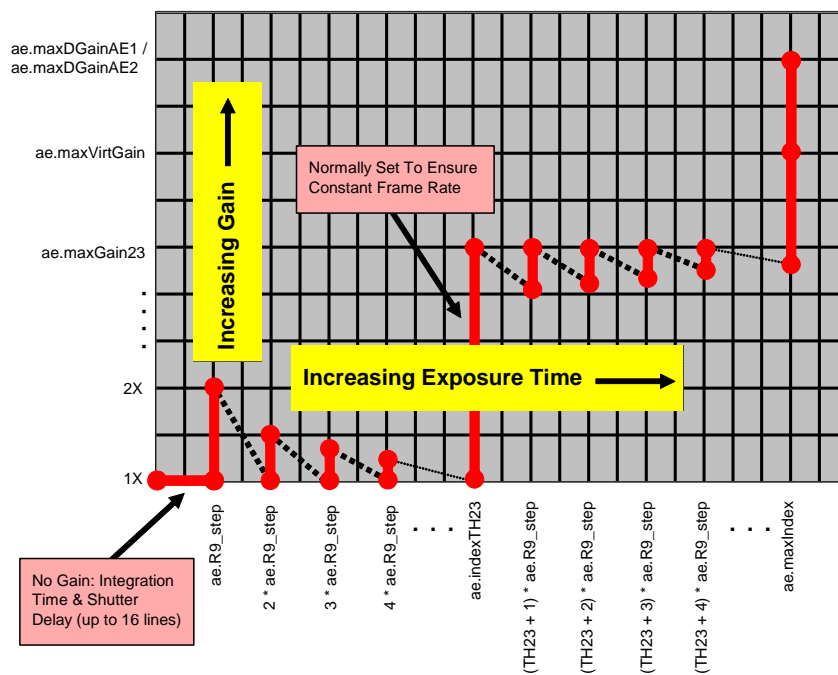 ae.maxDGainAE1 /
ae.maxDGainAE2
ae.maxVirtGain
ae.maxGain23
. . . .
2X
1X
Increasing Gain
Normally Set To Ensure
Constant Frame Rate
Increasing Exposure Time
No Gain: Integration
Time & Shutter
Delay (up to 16 lines)
ae.R9_step
2 * ae.R9_step
3 * ae.R9_step
4 * ae.R9_step
. . .
ae.indexTH23
(TH23 + 1) * ae.R9_step
(TH23 + 2) * ae.R9_step
(TH23 + 3) * ae.R9_step
(TH23 + 4) * ae.R9_step
. . .
ae.maxIndex